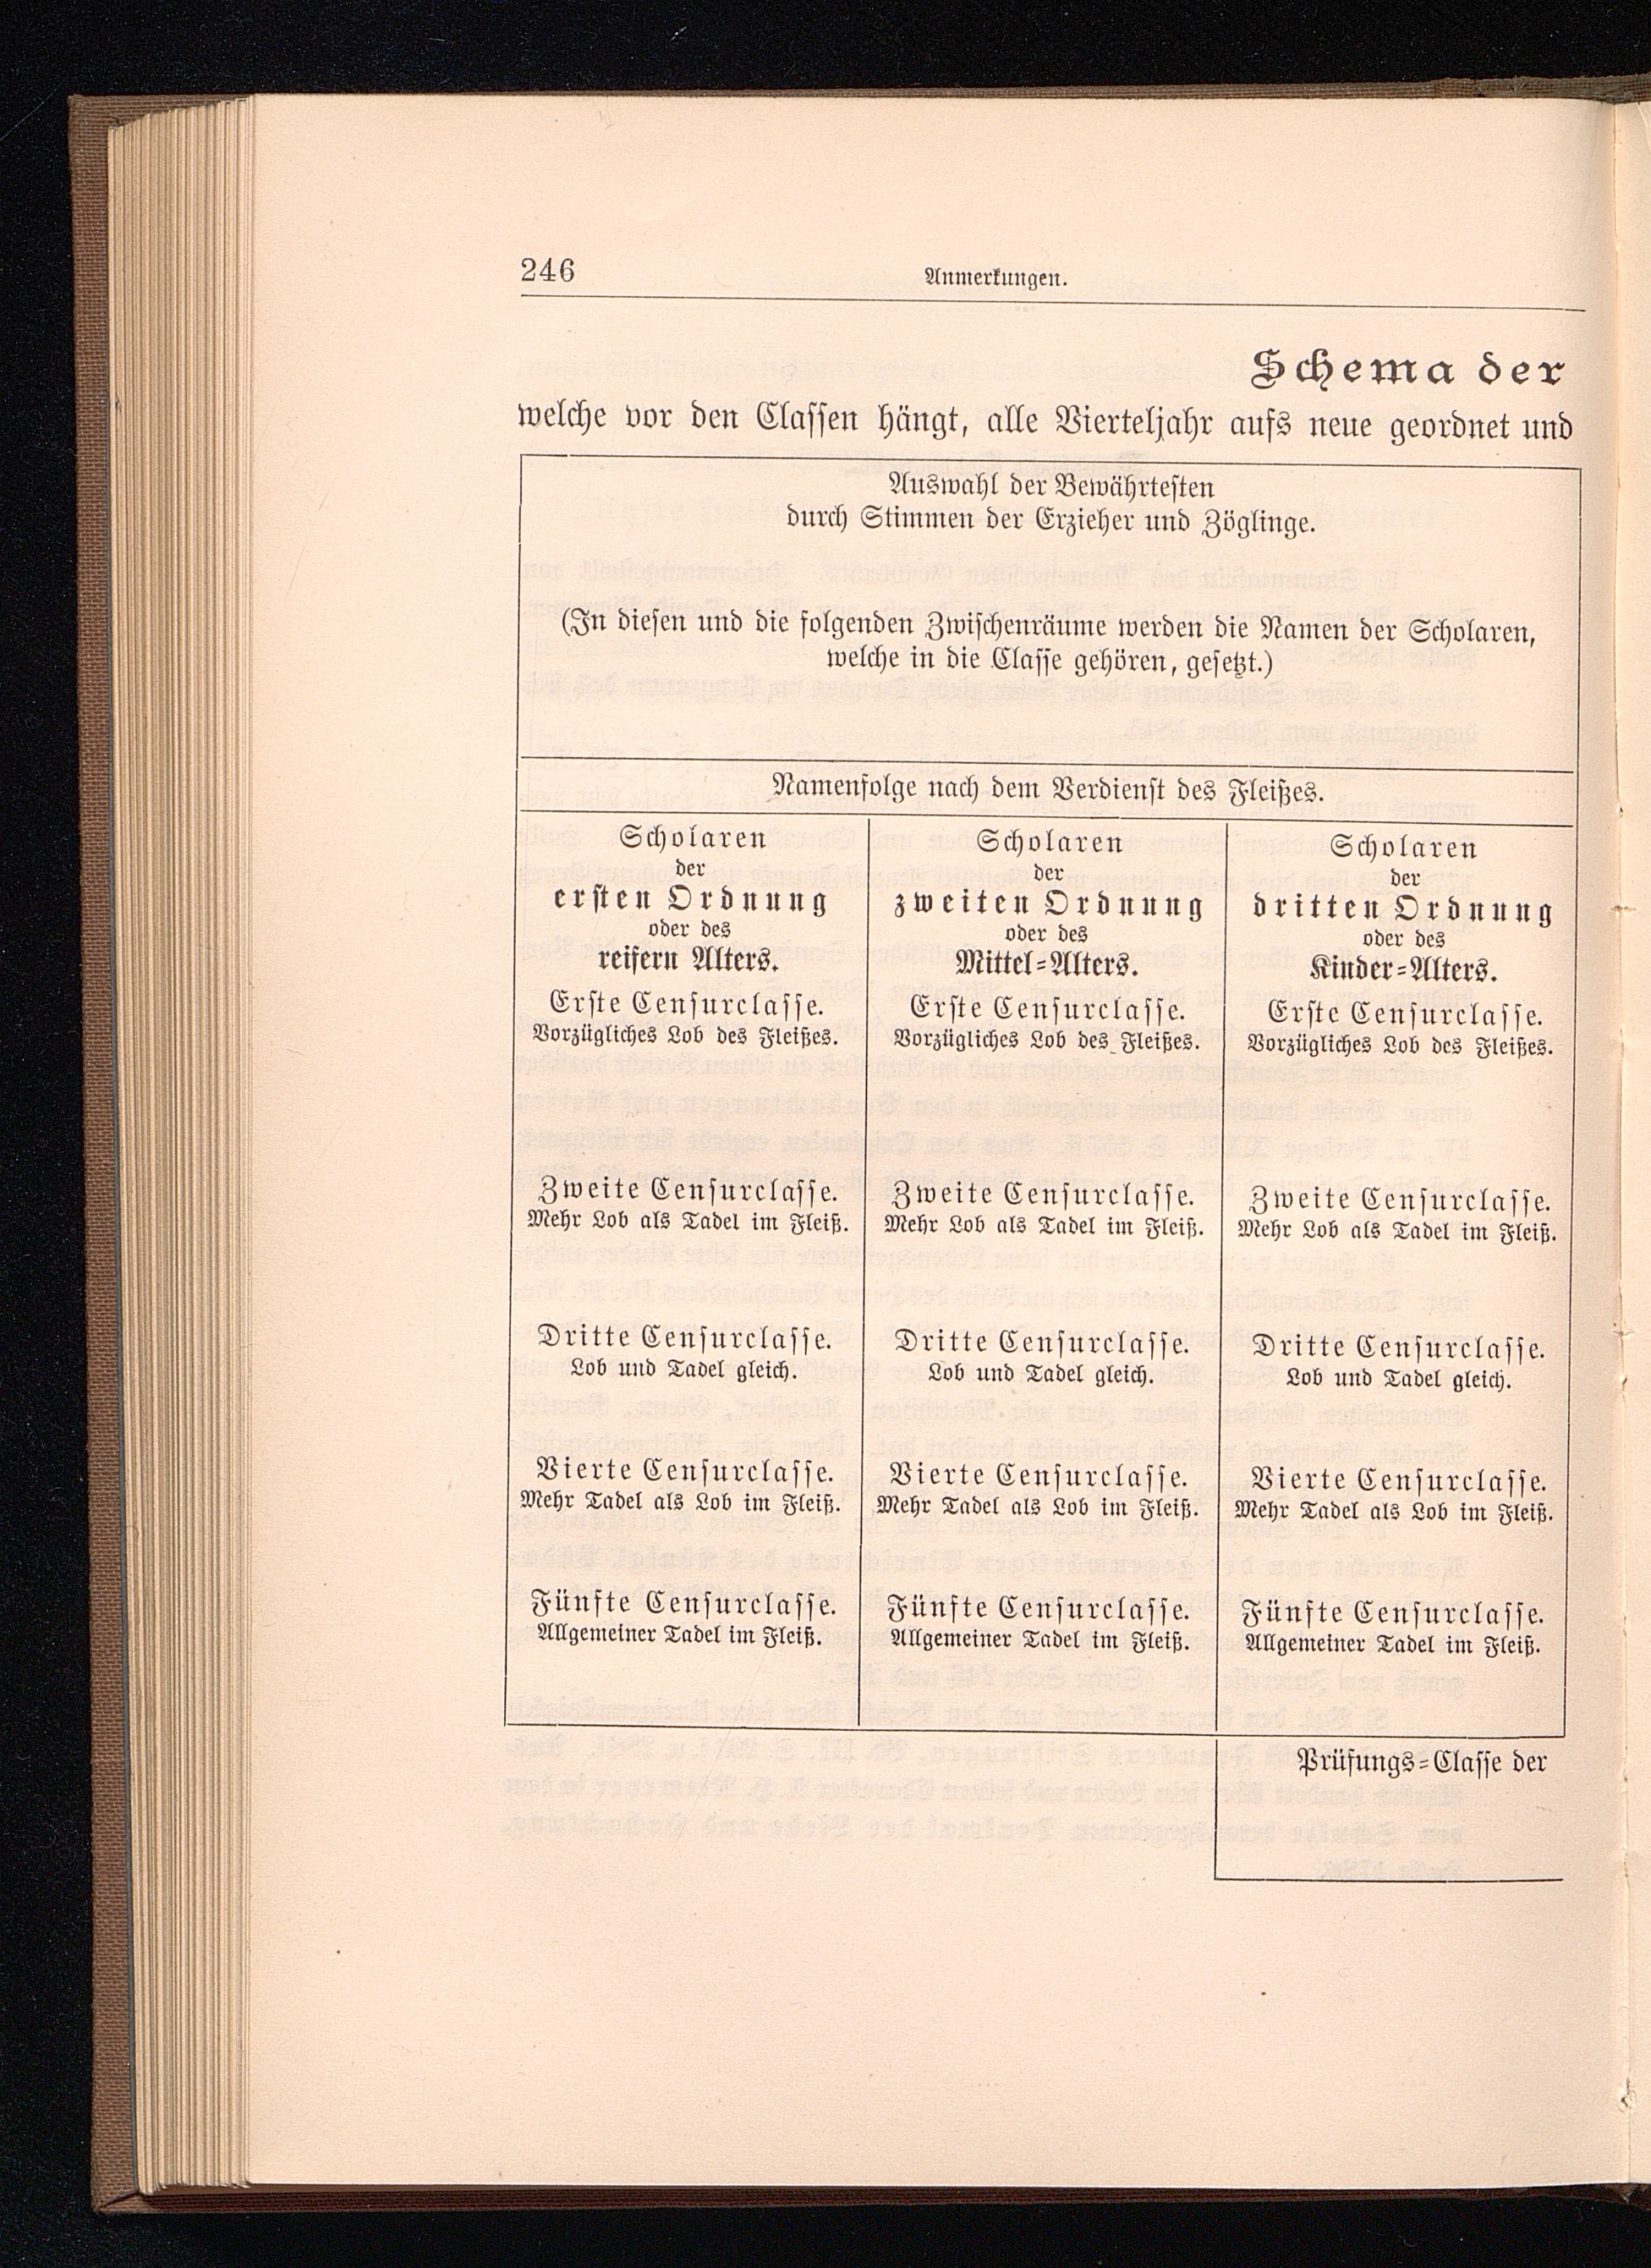 246
Anmerkungen.
Schema der
welche vor den Classen hängt, alle Vierteljahr aufs neue geordnet und
Auswahl der Bewährtesten
durch Stimmen der Erzieher und Zöglinge.
(In diesen und die folgenden Zwischenräume werden die Namen der Scholaren,
welche in die Classe gehören, gesetzt.)
Namenfolge nach dem Verdienst des Fleißes.
Scholaren
der
ersten Ordnung
oder des
reifern Alters.
Erste Censurclasse.
Vorzügliches Lob des Fleißes.
Zweite Censurclasse.
Mehr Lob als Tadel im Fleiß.
Dritte Censurclasse.
Lob und Tadel gleich.
Vierte Censurclasse.
Mehr Tadel als Lob im Fleiß.
Fünfte Censurclasse.
Allgemeiner Tadel im Fleiß.
Scholaren
der
zweiten Ordnung
oder des
Mittel-Alters.
Erste Censurclasse.
Vorzügliches Lob des Fleißes.
Zweite Censurclasse.
Mehr Lob als Tadel im Fleiß.
Dritte Censurclasse.
Lob und Tadel gleich.
Vierte Censurclasse.
Mehr Tadel als Lob im Fleiß.
Fünfte Censurclasse.
Allgemeiner Tadel im Fleiß.
Scholaren
der
dritten Ordnung
oder des
Kinder-Alters.
Erste Censurclasse.
Vorzügliches Lob des Fleißes.
Zweite Censurclasse.
Mehr Lob als Tadel im Fleiß.
Dritte Censurclasse.
Lob und Tadel gleich.
Vierte Censurclasse.
Mehr Tadel als Lob im Fleiß.
Fünfte Censurclasse.
Allgemeiner Tadel im Fleiß.
Prüfungs-Classe der